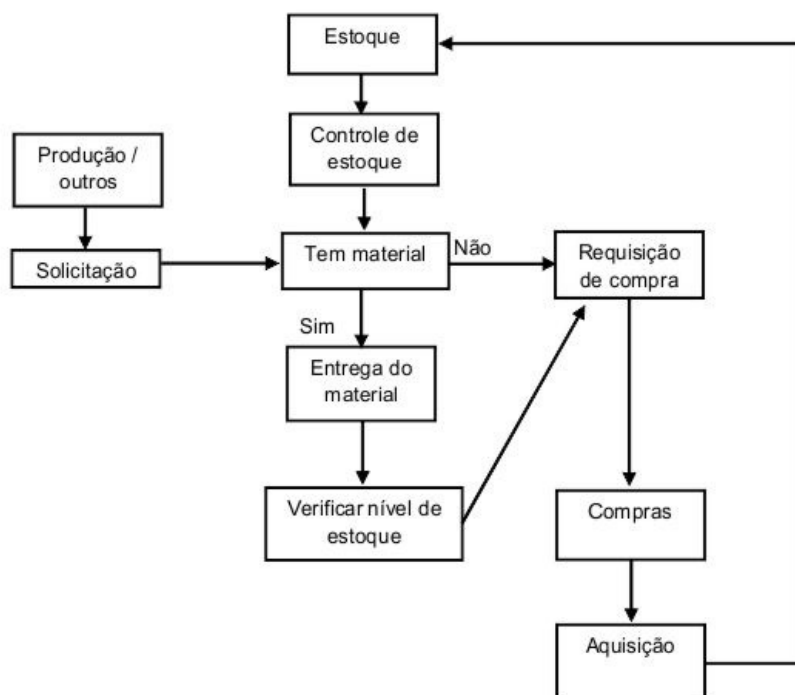 Estoque
Controle de
estoque
Produção /
outros
Solicitação
Tem material
Não
Requisição
de compra
Sim
Entrega do
material
Verificar nível de
estoque
Compras
Aquisição